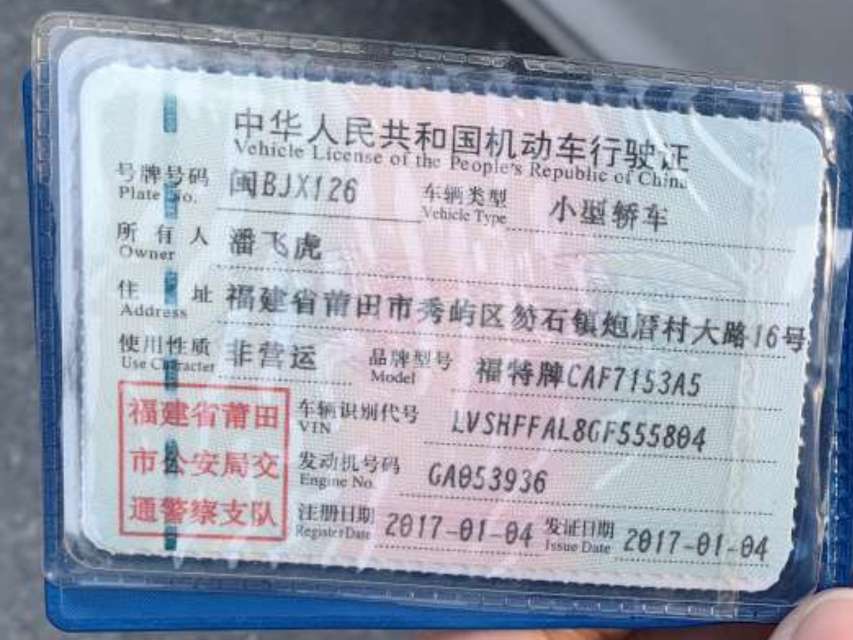 中华人民共和国机动车行驶证
Vehicle License of the People's Republic of China
号牌号码 闽BJX126 车辆类型 小型轿车
Plate No. Vehicle Type
所有人 潘飞虎
Owner
住址 福建省莆田市秀屿区笏石镇炮厝村大路16号
Address
使用性质 非营运 品牌型号 福特牌CAF7153A5
Use Character Model
福建省莆田
市公安局交
通警察支队
车辆识别代号 LVSHFFAL8GF555804
VIN
发动机号码 GA053936
Engine No.
注册日期 2017-01-04 发证日期 2017-01-04
Register Date Issue Date